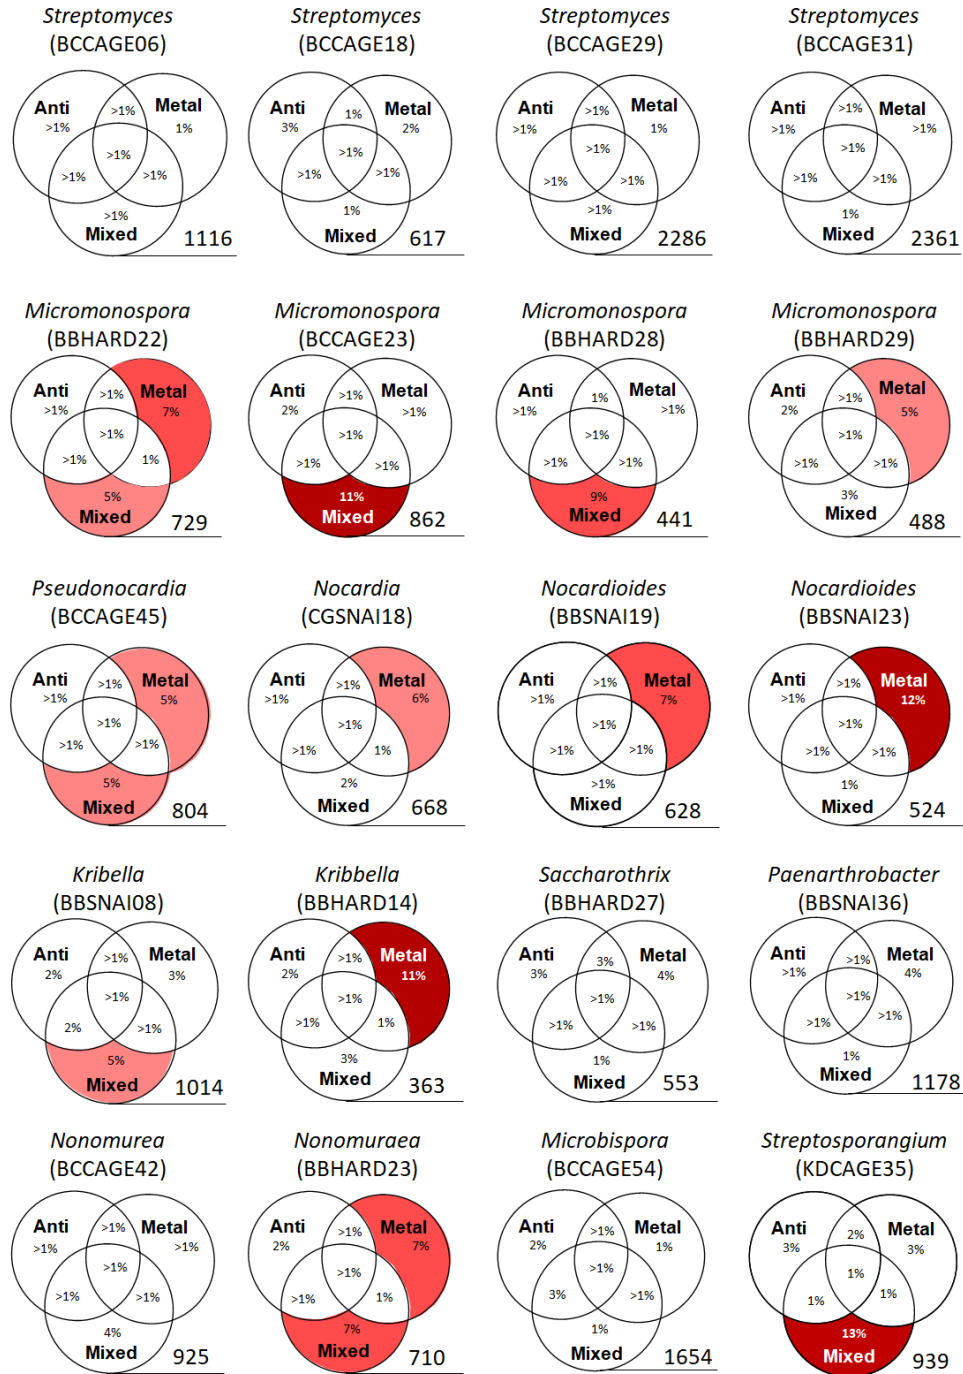 Streptomyces Streptomyces Streptomyces Streptomyces
(BCCAGE06) (BCCAGE18) (BCCAGE29) (BCCAGE31)
Anti >1% Metal Anti 1% Metal Anti >1% Metal Anti >1% Metal
>1% 1% 3% 2% >1% 1% >1% >1%
>1% >1% >1% >1%
>1% >1% >1% >1% >1% >1% >1% >1%
>1% 1% >1% 1%
Mixed 1116 Mixed 617 Mixed 2286 Mixed 2361
Micromonospora Micromonospora Micromonospora Micromonospora
(BBHARD22) (BCCAGE23) (BBHARD28) (BBHARD29)
Anti >1% Metal Anti >1% Metal Anti 1% Metal Anti >1% Metal
>1% 7% 2% >1% >1% >1% 2% 5%
>1% >1% >1% >1%
>1% 1% >1% >1% >1% >1% >1% >1%
5% 11% 9% 3%
Mixed 729 Mixed 862 Mixed 441 Mixed 488
Pseudonocardia Nocardia Nocardioides Nocardioides
(BCCAGE45) (CGSNAI18) (BBSNAI19) (BBSNAI23)
Anti >1% Metal Anti >1% Metal Anti >1% Metal Anti >1% Metal
>1% 5% >1% 6% >1% 7% >1% 12%
>1% >1% >1% >1%
>1% >1% >1% 1% >1% >1% >1% >1%
5% 2% >1% 1%
Mixed 804 Mixed 668 Mixed 628 Mixed 524
Kribella Kribbella Saccharothrix Paenarthrobacter
(BBSNAI08) (BBHARD14) (BBHARD27) (BBSNAI36)
Anti >1% Metal Anti >1% Metal Anti 3% Metal Anti >1% Metal
2% 3% 2% 11% 3% 4% >1% 4%
>1% >1% >1% >1%
2% >1% >1% 1% >1% >1% >1% >1%
5% 3% 1% 1%
Mixed 1014 Mixed 363 Mixed 553 Mixed 1178
Nonomurea Nonomuraea Microbispora Streptosporangium
(BCCAGE42) (BBHARD23) (BCCAGE54) (KDCAGE35)
Anti >1% Metal Anti >1% Metal Anti >1% Metal Anti 2% Metal
>1% >1% 2% 7% 2% 1% 3% 3%
>1% >1% >1% 1%
>1% >1% >1% 1% 3% >1% 1% 1%
4% 7% 1% 13%
Mixed 925 Mixed 710 Mixed 1654 Mixed 939